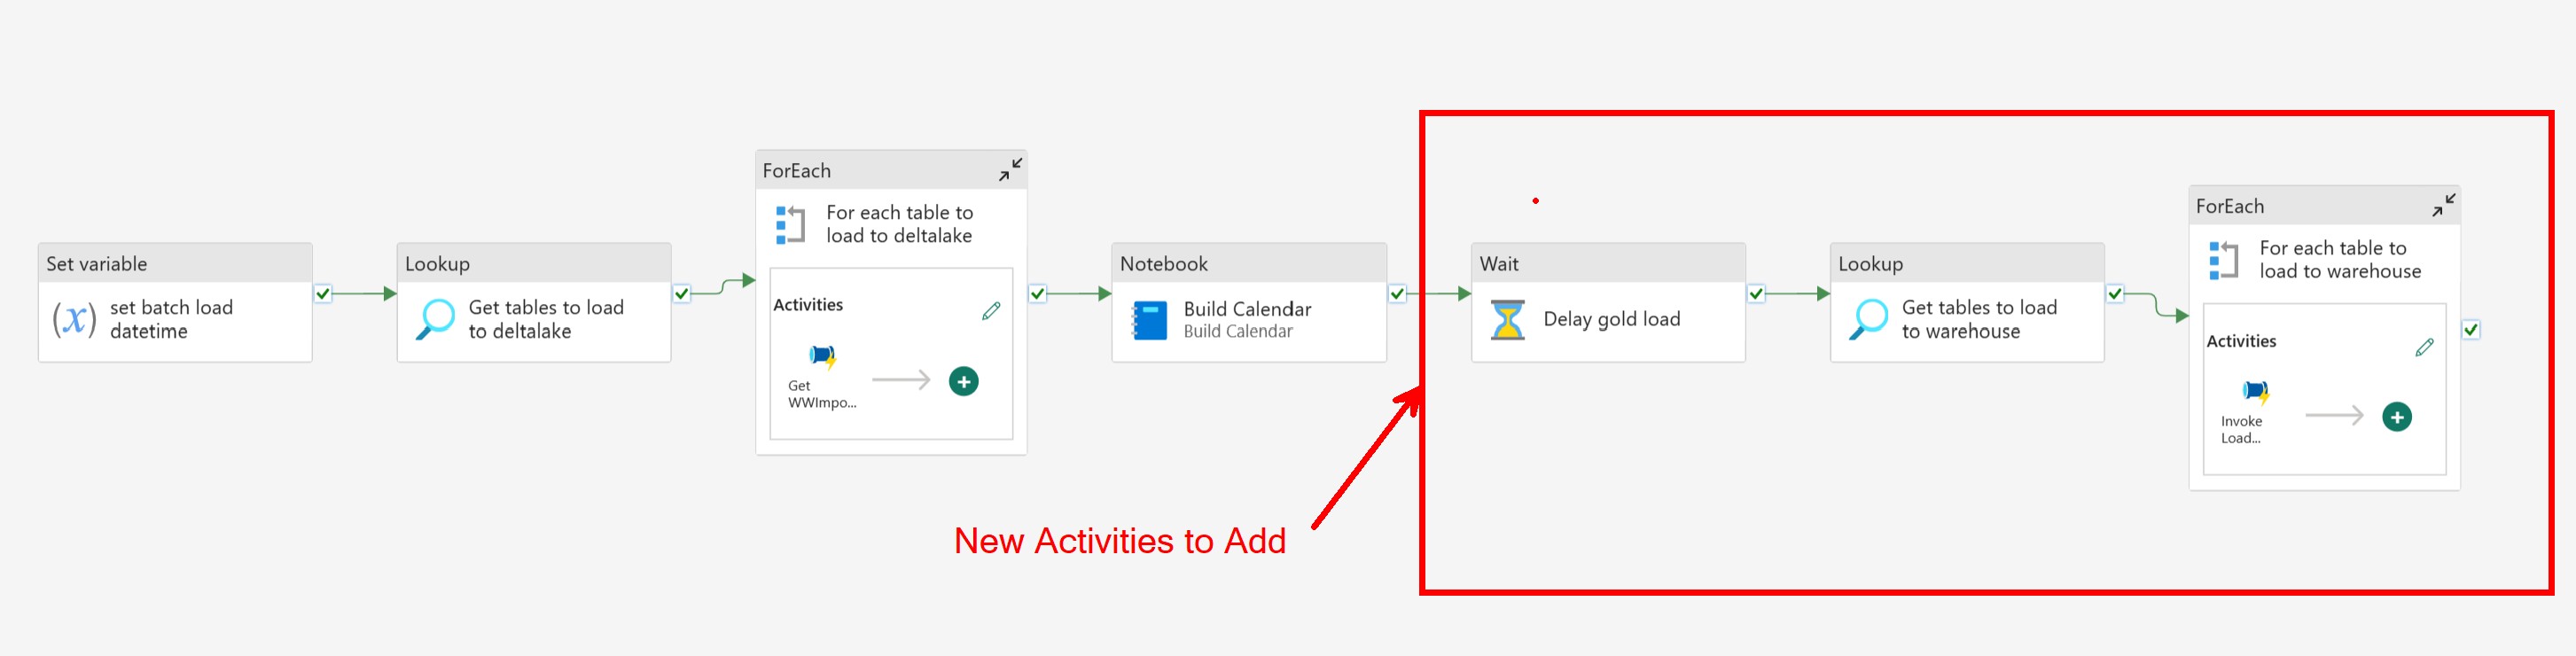 Set variable
(x)
set batch load
datetime
Lookup
Get tables to load
to deltalake
ForEach
For each table to
load to deltalake
Activities
Get
WWImpo...
Notebook
Build Calendar
Build Calendar
Wait
Delay gold load
Lookup
Get tables to load
to warehouse
ForEach
For each table to
load to warehouse
Activities
Invoke
Load...
New Activities to Add